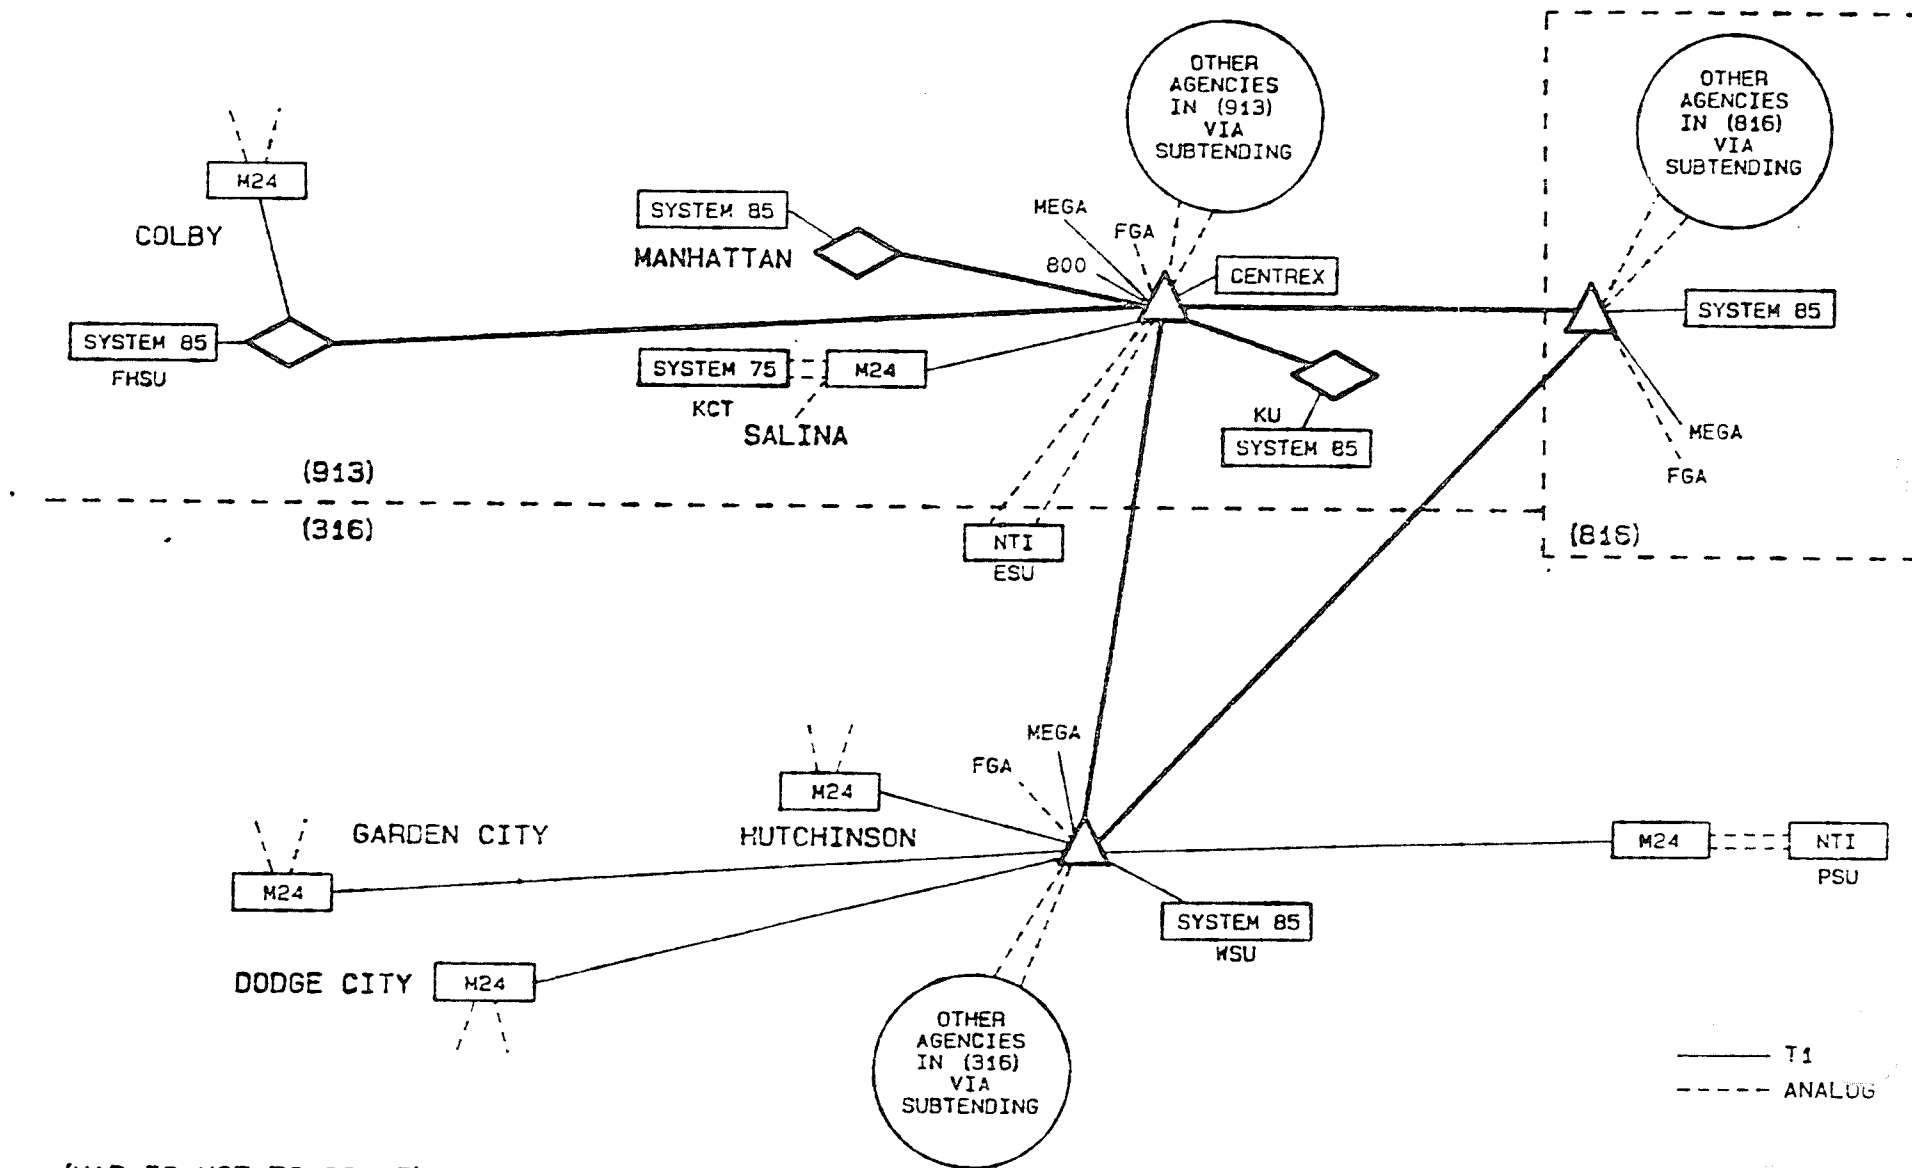 OTHER
AGENCIES
IN (913)
VIA
SUBTENDING
OTHER
AGENCIES
IN (816)
VIA
SUBTENDING
M24
COLBY
SYSTEM 85
MANHATTAN
MEGA
FGA
800
CENTREX
SYSTEM 85
SYSTEM 85
FHSU
SYSTEM 75
M24
KCT
SALINA
KU
SYSTEM 85
MEGA
FGA
(913)
(316)
NTI
ESU
(816)
MEGA
FGA
M24
HUTCHINSON
GARDEN CITY
M24
M24
NTI
PSU
SYSTEM 85
WSU
DODGE CITY
M24
OTHER
AGENCIES
IN (316)
VIA
SUBTENDING
T1
ANALOG